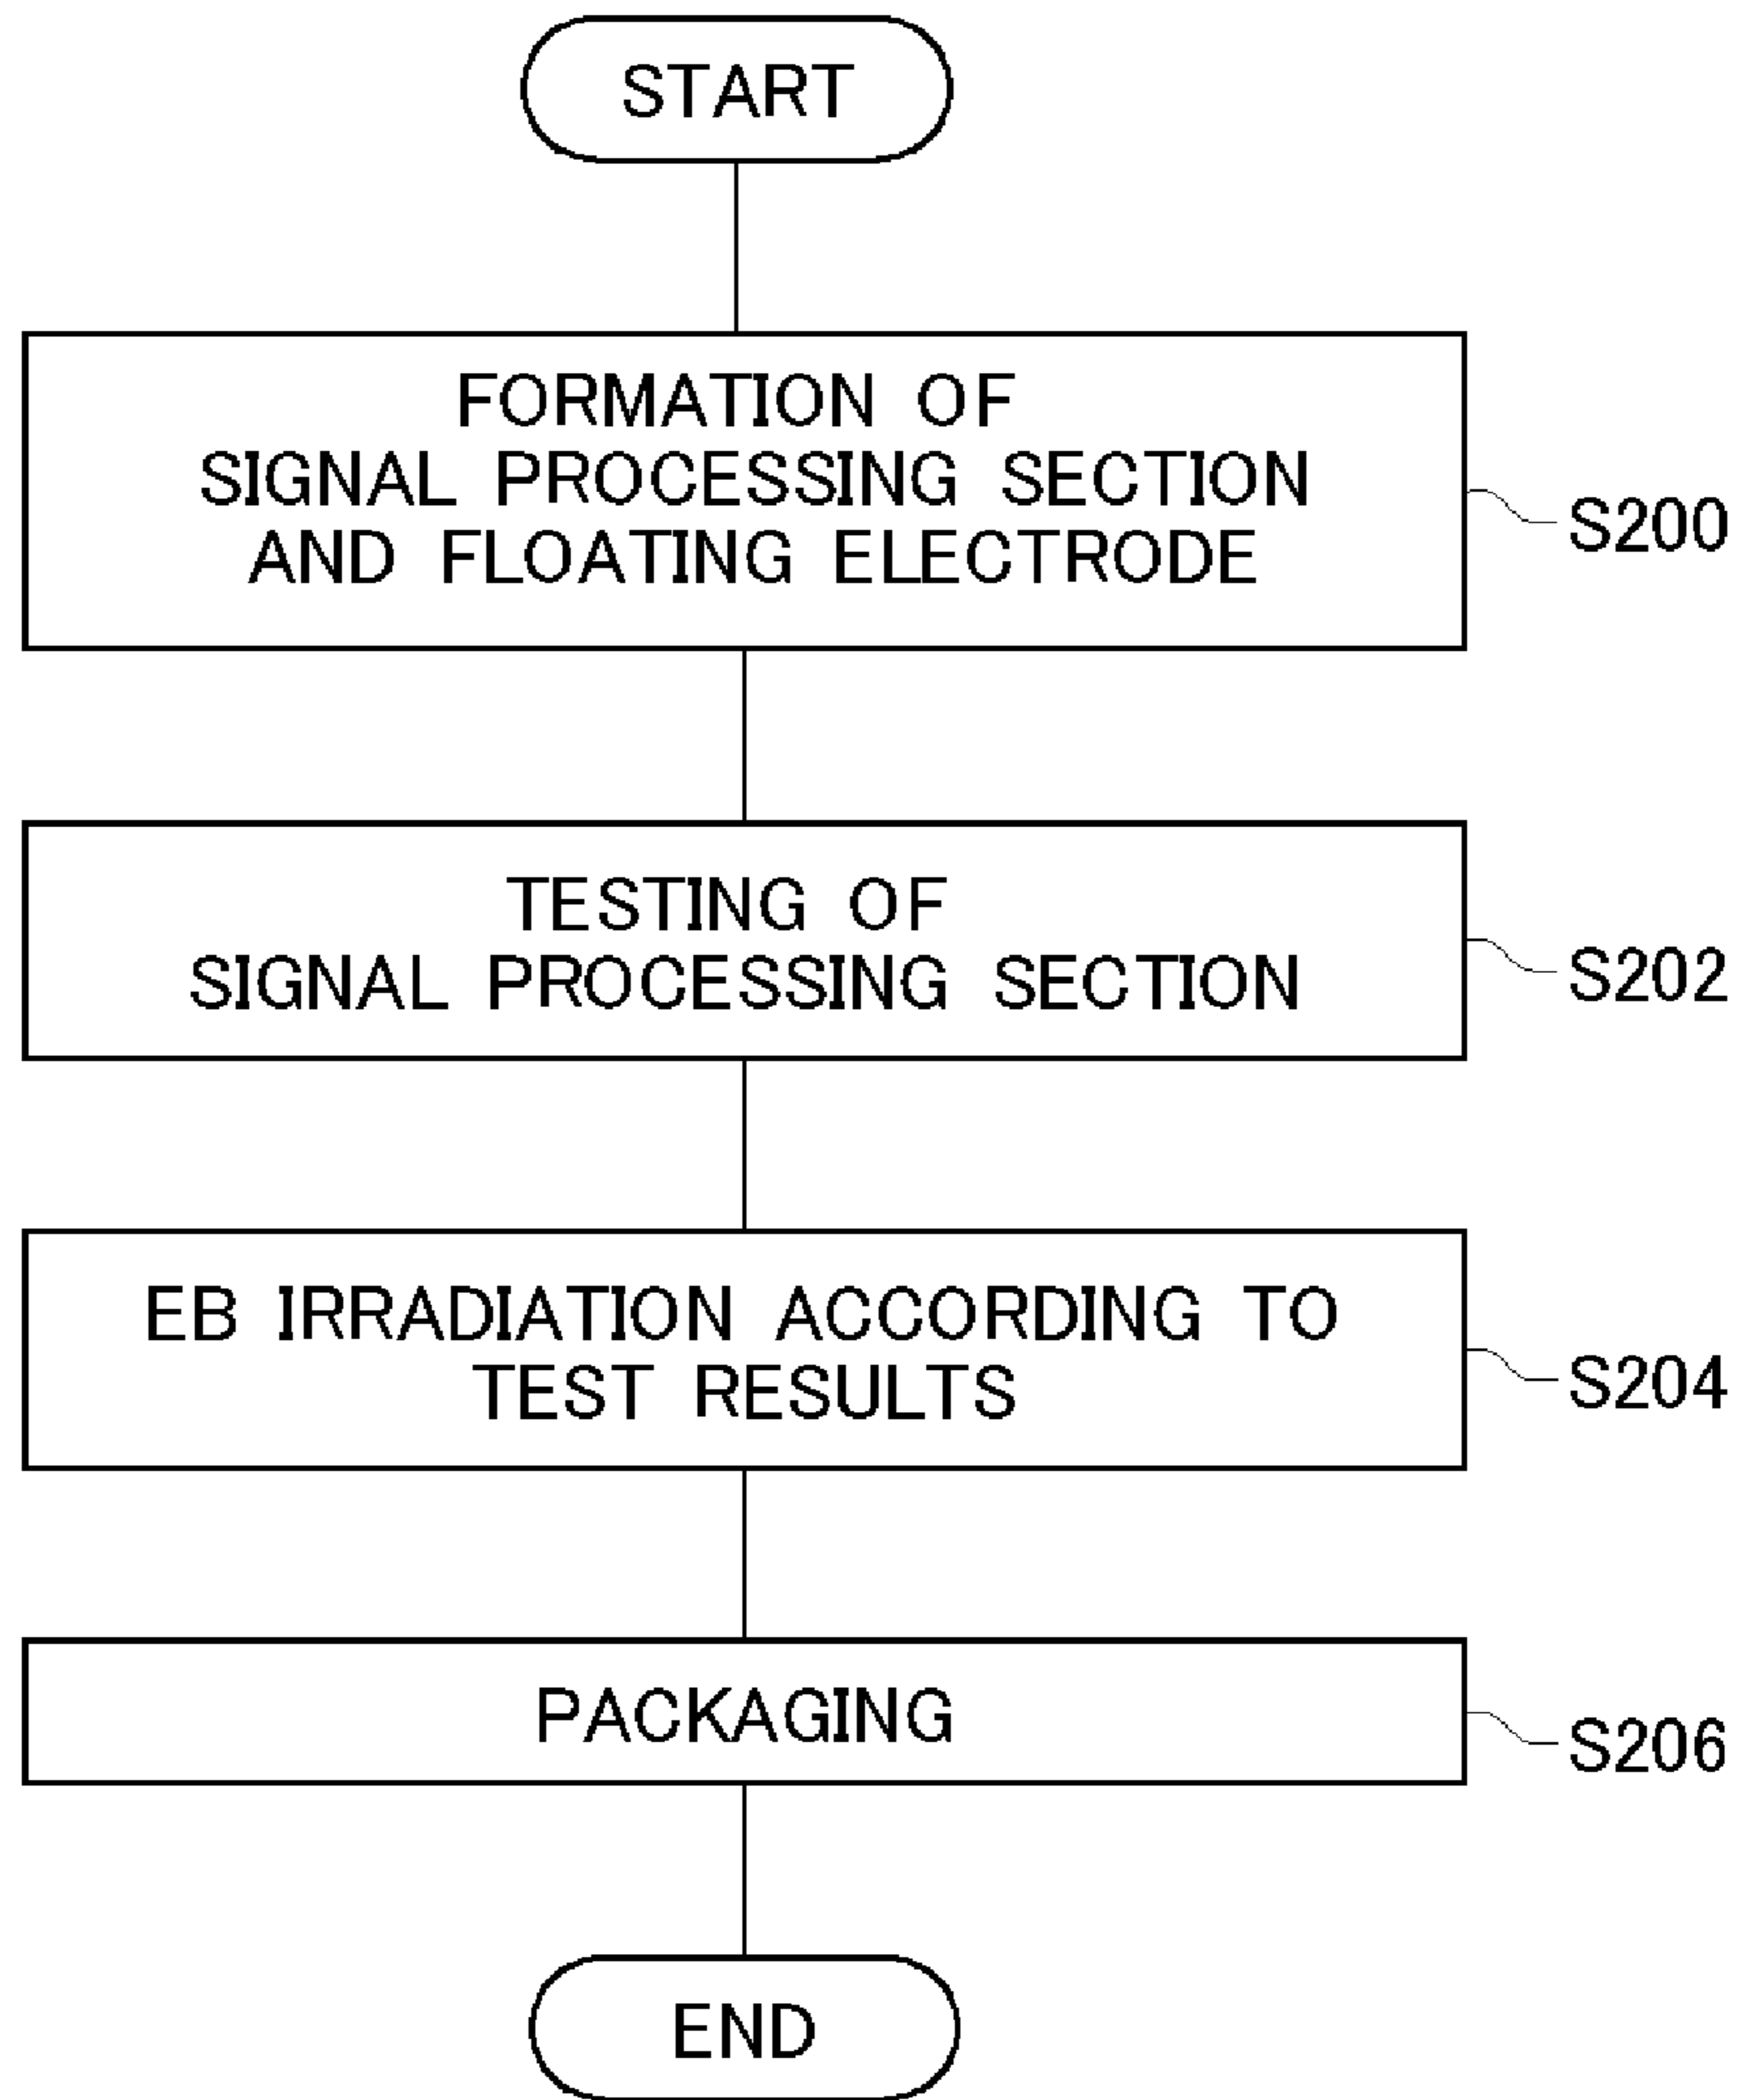 START
FORMATION OF
SIGNAL PROCESSING SECTION
AND FLOATING ELECTRODE
S200
TESTING OF
SIGNAL PROCESSING SECTION
S202
EB IRRADIATION ACCORDING TO
TEST RESULTS
S204
PACKAGING
S206
END